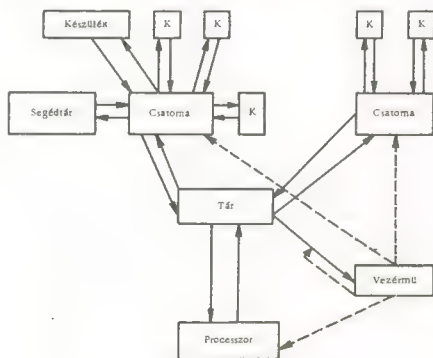 Készülék
K
K
K
K
Segédtár
Csatorna
K
Csatorna
Tár
Vezérmű
Processzor